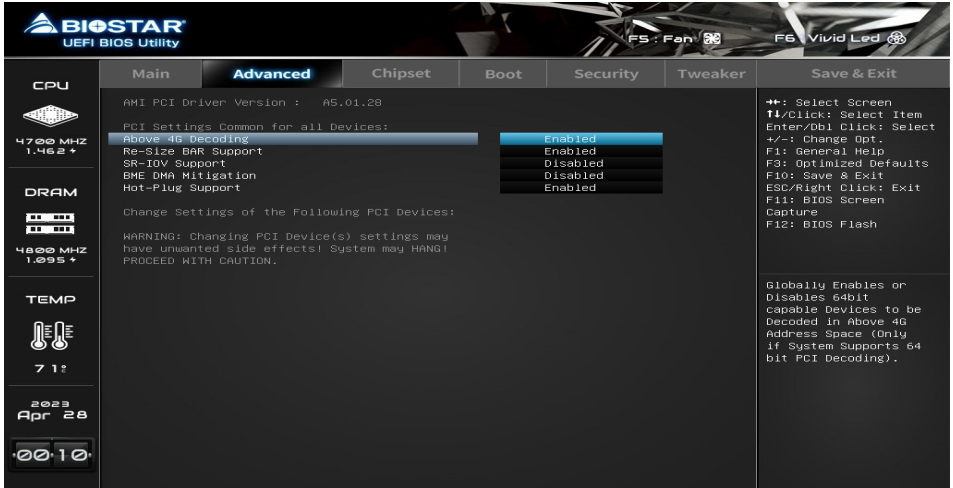 BIOSTAR
UEFI BIOS Utility
F5 : Fan
F6 Vivid Led
Main Advanced Chipset Boot Security Tweaker Save & Exit
CPU
4700 MHZ
1.462 +
DRAM
4800 MHZ
1.095 +
TEMP
71
2023
Apr 28
00 10
AMI PCI Driver Version : A5.01.28
PCI Settings Common for all Devices:
Above 4G Decoding Enabled
Re-Size BAR Support Enabled
SR-IOV Support Disabled
BME DMA Mitigation Disabled
Hot-Plug Support Enabled
Change Settings of the Following PCI Devices:
WARNING: Changing PCI Device(s) settings may
have unwanted side effects! System may HANG!
PROCEED WITH CAUTION.
→←: Select Screen
↑↓/Click: Select Item
Enter/Dbl Click: Select
+/-: Change Opt.
F1: General Help
F3: Optimized Defaults
F10: Save & Exit
ESC/Right Click: Exit
F11: BIOS Screen
Capture
F12: BIOS Flash
Globally Enables or
Disables 64bit
capable Devices to be
Decoded in Above 4G
Address Space (Only
if System Supports 64
bit PCI Decoding).